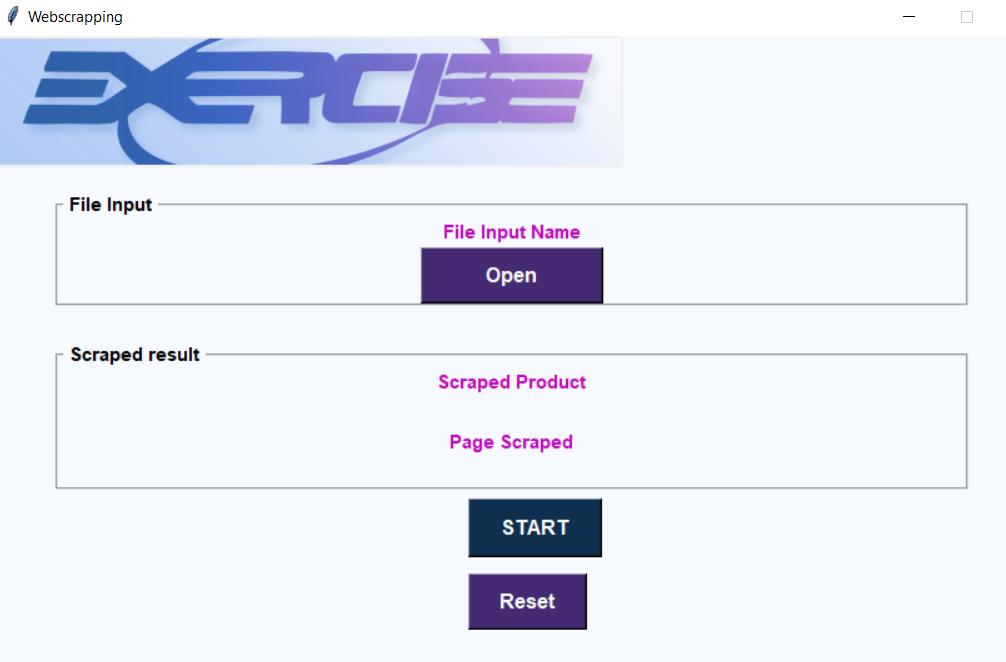 Webscrapping
EXERCISE
File Input
File Input Name
Open
Scraped result
Scraped Product
Page Scraped
START
Reset